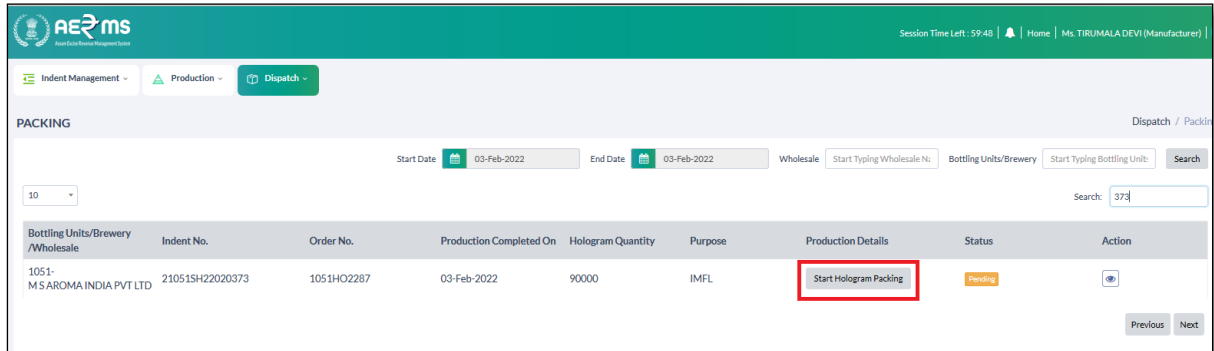 AERMS
Assam Excise Revenue Management System
Session Time Left : 59:48 | Home | Ms. TIRUMALA DEVI (Manufacturer) |
Indent Management Production Dispatch
PACKING Dispatch / Packin
Start Date 03-Feb-2022 End Date 03-Feb-2022 Wholesale Start Typing Wholesale Na Bottling Units/Brewery Start Typing Bottling Unit: Search
10 Search: 373
Bottling Units/Brewery
/Wholesale Indent No. Order No. Production Completed On Hologram Quantity Purpose Production Details Status Action
1051-
M S AROMA INDIA PVT LTD 21051SH22020373 1051HO2287 03-Feb-2022 90000 IMFL Start Hologram Packing Pending
Previous Next